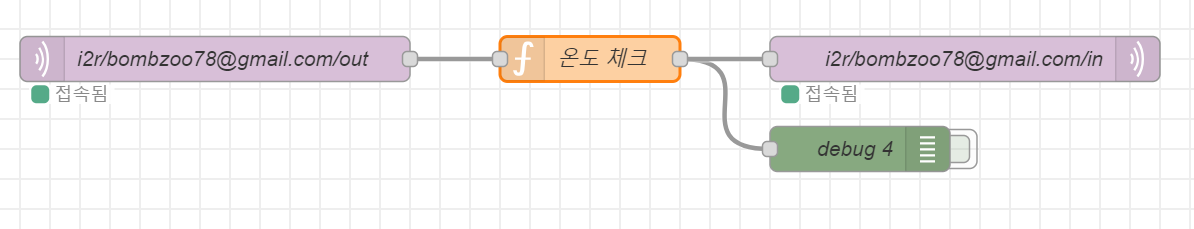 i2r/bombzoo78@gmail.com/out
온도 체크
i2r/bombzoo78@gmail.com/in
접속됨
접속됨
debug 4